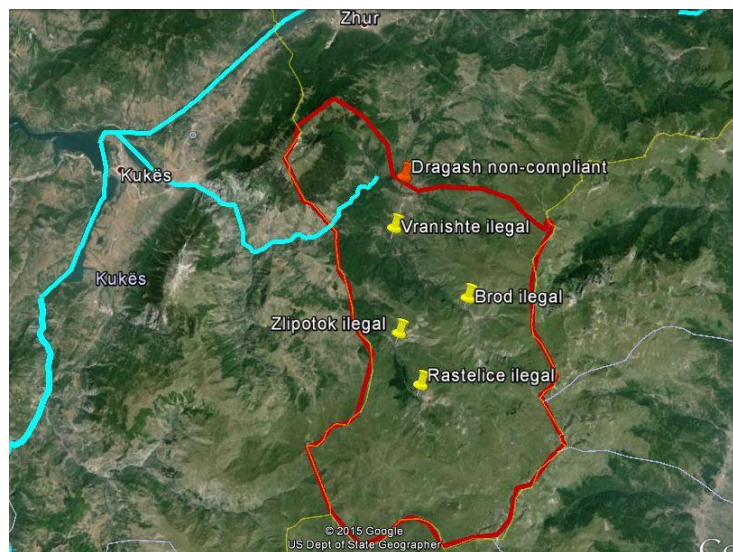 Zhur
Dragash non-compliant
Kukës
Vranishte ilegal
Kukës
Brod ilegal
Zlipotok ilegal
Rastelice ilegal
© 2015 Google
US Dept of State Geographer